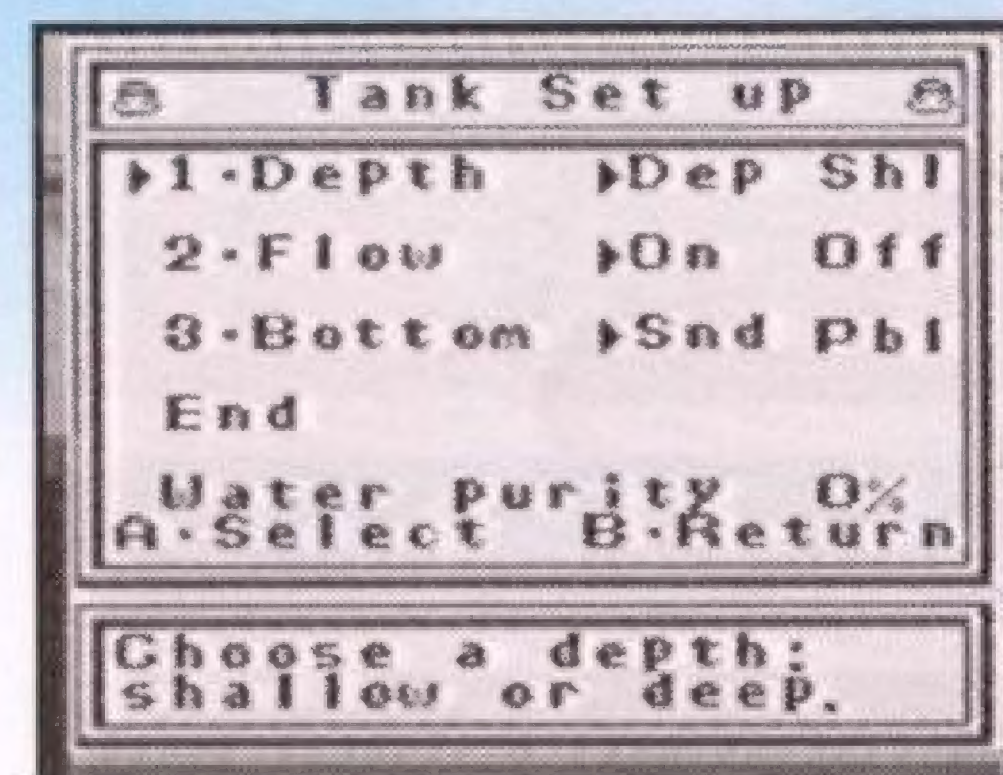 Tank Set up
▸1·Depth ▸Dep Shl
2·Flow ▸On Off
3·Bottom ▸Snd Pbl
End
Water purity 0%
A·Select B·Return
Choose a depth:
shallow or deep.